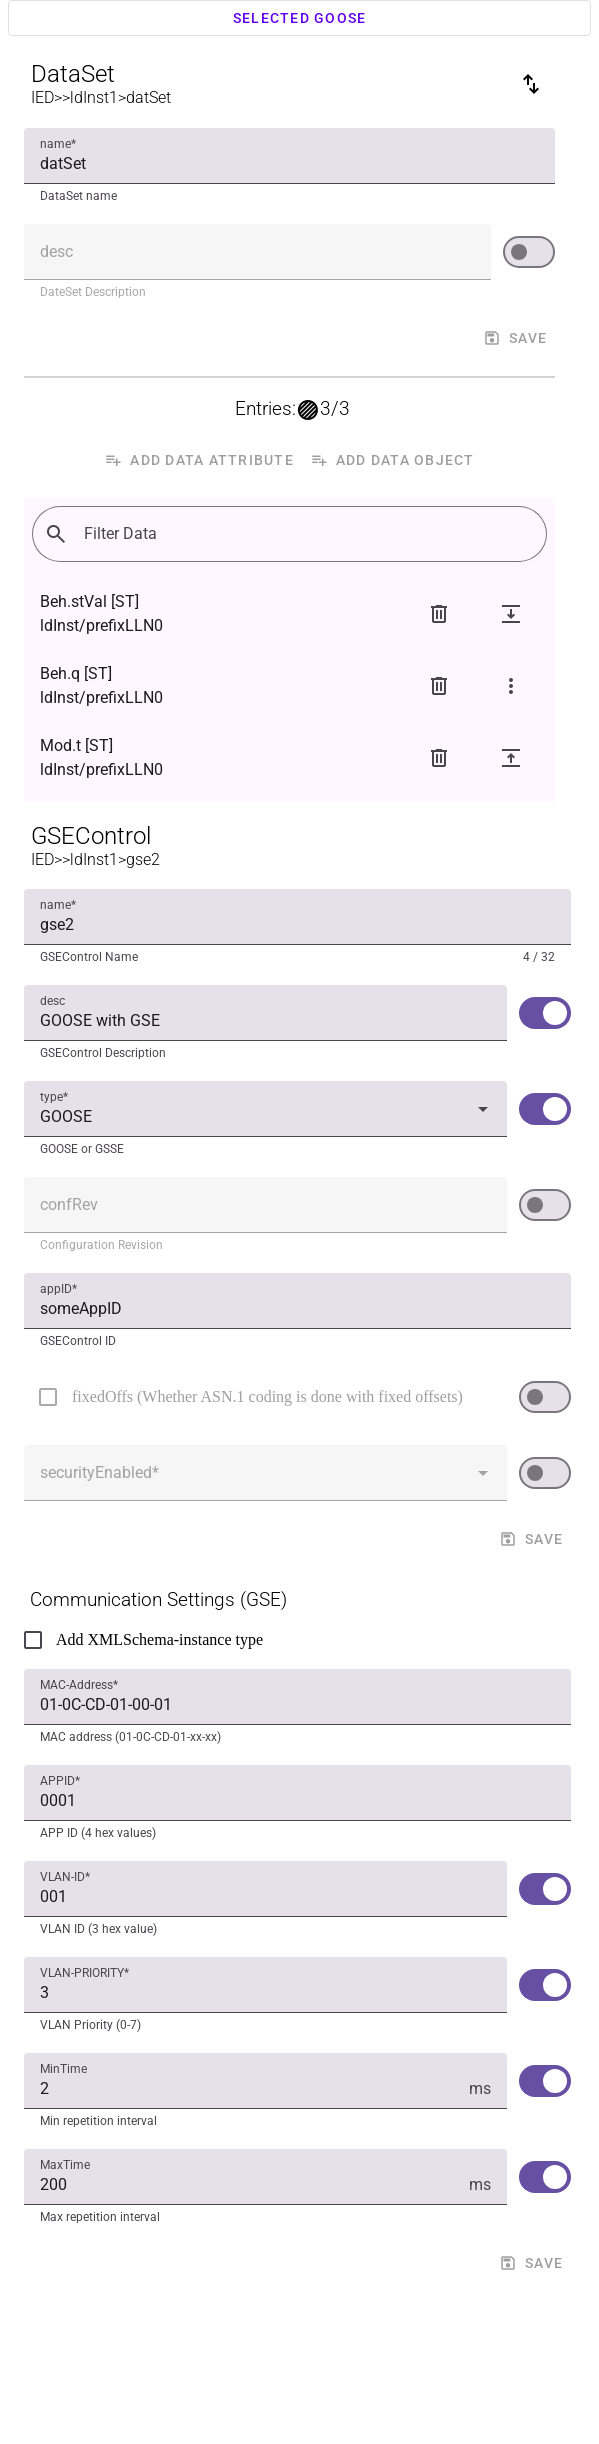 SELECTED GOOSE
DataSet
IED>>ldInst1>datSet
name*
datSet
DataSet name
desc
DateSet Description
SAVE
Entries: 3/3
ADD DATA ATTRIBUTE ADD DATA OBJECT
Filter Data
Beh.stVal [ST]
ldInst/prefixLLN0
Beh.q [ST]
ldInst/prefixLLN0
Mod.t [ST]
ldInst/prefixLLN0
GSEControl
IED>>ldInst1>gse2
name*
gse2
GSEControl Name 4 / 32
desc
GOOSE with GSE
GSEControl Description
type*
GOOSE
GOOSE or GSSE
confRev
Configuration Revision
appID*
someAppID
GSEControl ID
fixedOffs (Whether ASN.1 coding is done with fixed offsets)
securityEnabled*
SAVE
Communication Settings (GSE)
Add XMLSchema-instance type
MAC-Address*
01-0C-CD-01-00-01
MAC address (01-0C-CD-01-xx-xx)
APPID*
0001
APP ID (4 hex values)
VLAN-ID*
001
VLAN ID (3 hex value)
VLAN-PRIORITY*
3
VLAN Priority (0-7)
MinTime
2 ms
Min repetition interval
MaxTime
200 ms
Max repetition interval
SAVE